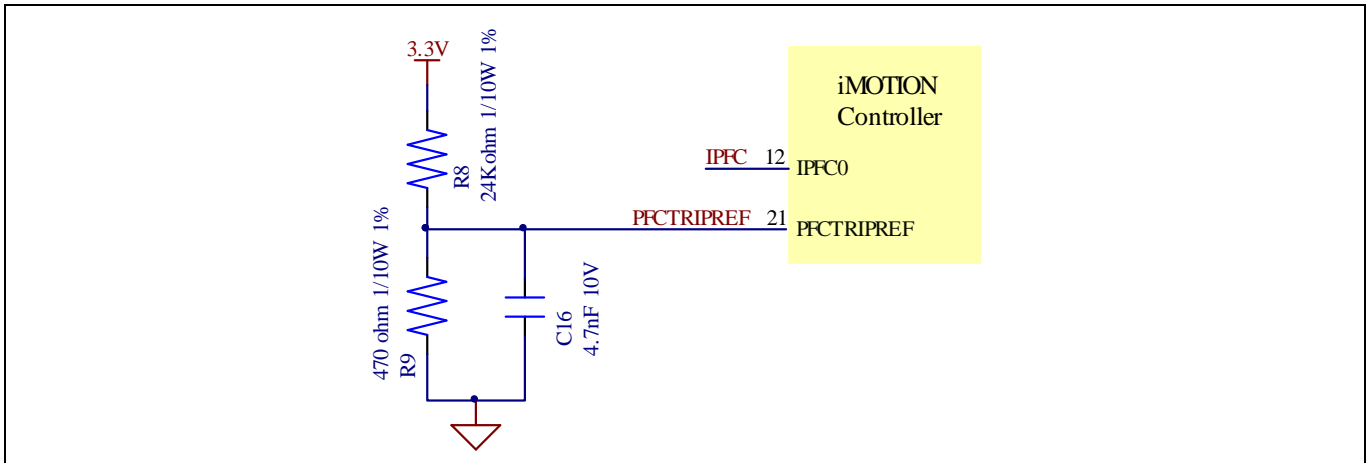 3.3V
R8
24Kohm 1/10W 1%
iMOTION
Controller
IPFC 12 IPFC0
PFCTRIPREF 21 PFCTRIPREF
470 ohm 1/10W 1%
R9
C16
4.7nF 10V